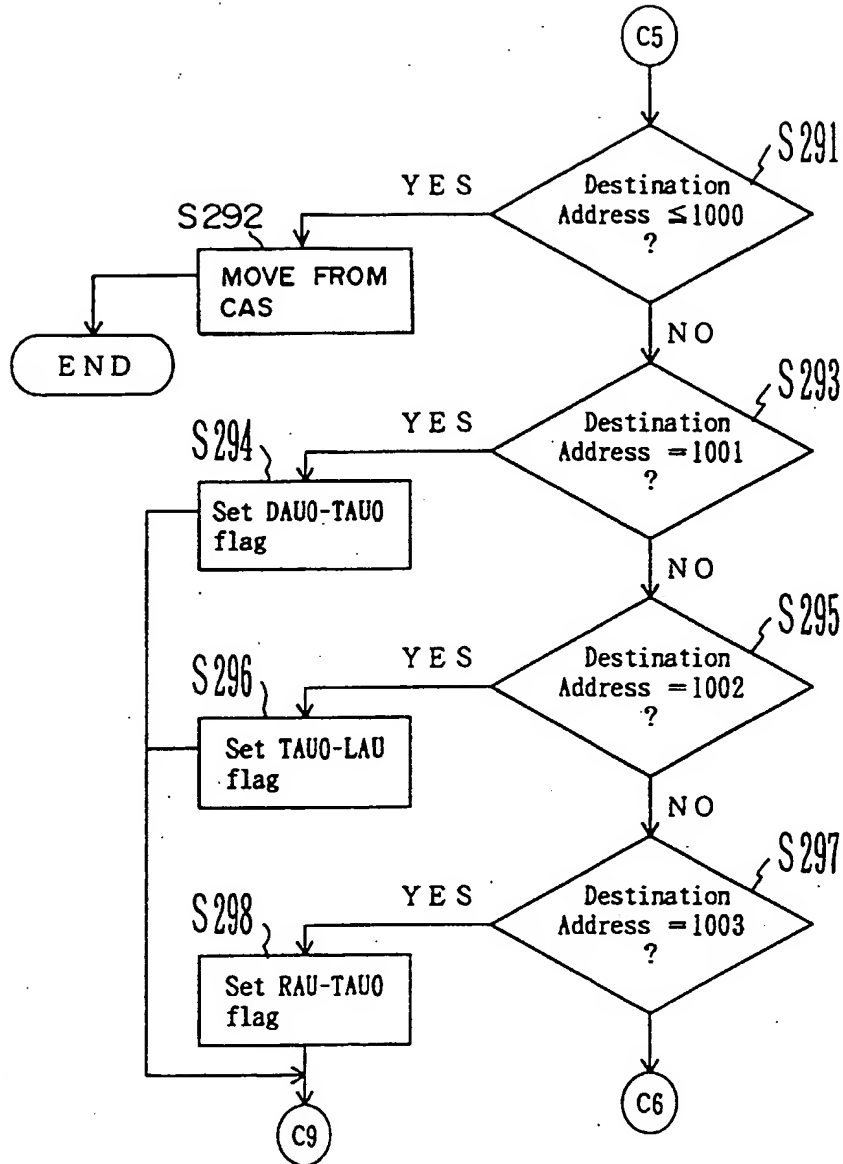 C5
S291
Destination
Address ≦1000
?
YES
S292
MOVE FROM
CAS
END
NO
S293
Destination
Address =1001
?
YES
S294
Set DAU0-TAU0
flag
NO
S295
Destination
Address =1002
?
YES
S296
Set TAU0-LAU
flag
NO
S297
Destination
Address =1003
?
YES
S298
Set RAU-TAU0
flag
C9
C6